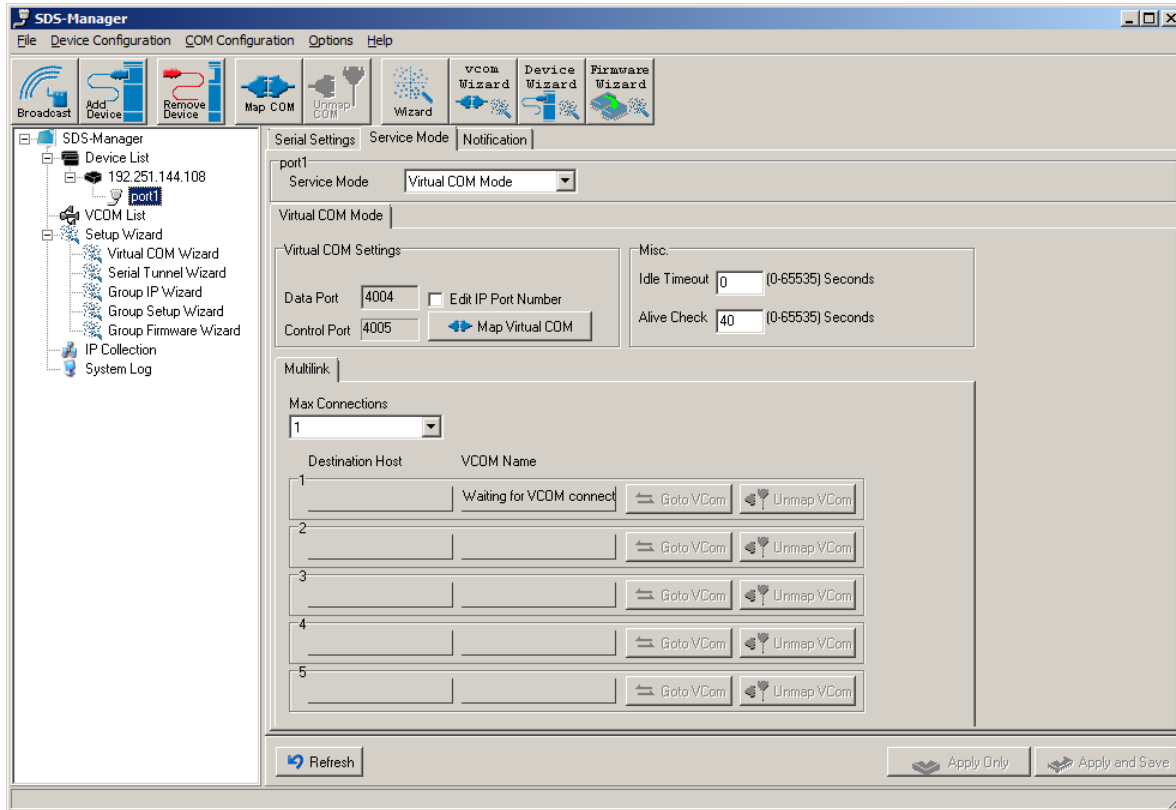 SDS-Manager
File Device Configuration COM Configuration Options Help
Broadcast
Add Device
Remove Device
Map COM
Unmap COM
Wizard
vcom Wizard
Device Wizard
Firmware Wizard
SDS-Manager
Device List
192.251.144.108
port1
VCOM List
Setup Wizard
Virtual COM Wizard
Serial Tunnel Wizard
Group IP Wizard
Group Setup Wizard
Group Firmware Wizard
IP Collection
System Log
Serial Settings Service Mode Notification
port1
Service Mode Virtual COM Mode
Virtual COM Mode
Virtual COM Settings
Data Port 4004 Edit IP Port Number
Control Port 4005 Map Virtual COM
Misc.
Idle Timeout 0 (0-65535) Seconds
Alive Check 40 (0-65535) Seconds
Multilink
Max Connections
1
Destination Host VCOM Name
1 Waiting for VCOM connect Goto VCom Unmap VCom
2 Goto VCom Unmap VCom
3 Goto VCom Unmap VCom
4 Goto VCom Unmap VCom
5 Goto VCom Unmap VCom
Refresh Apply Only Apply and Save